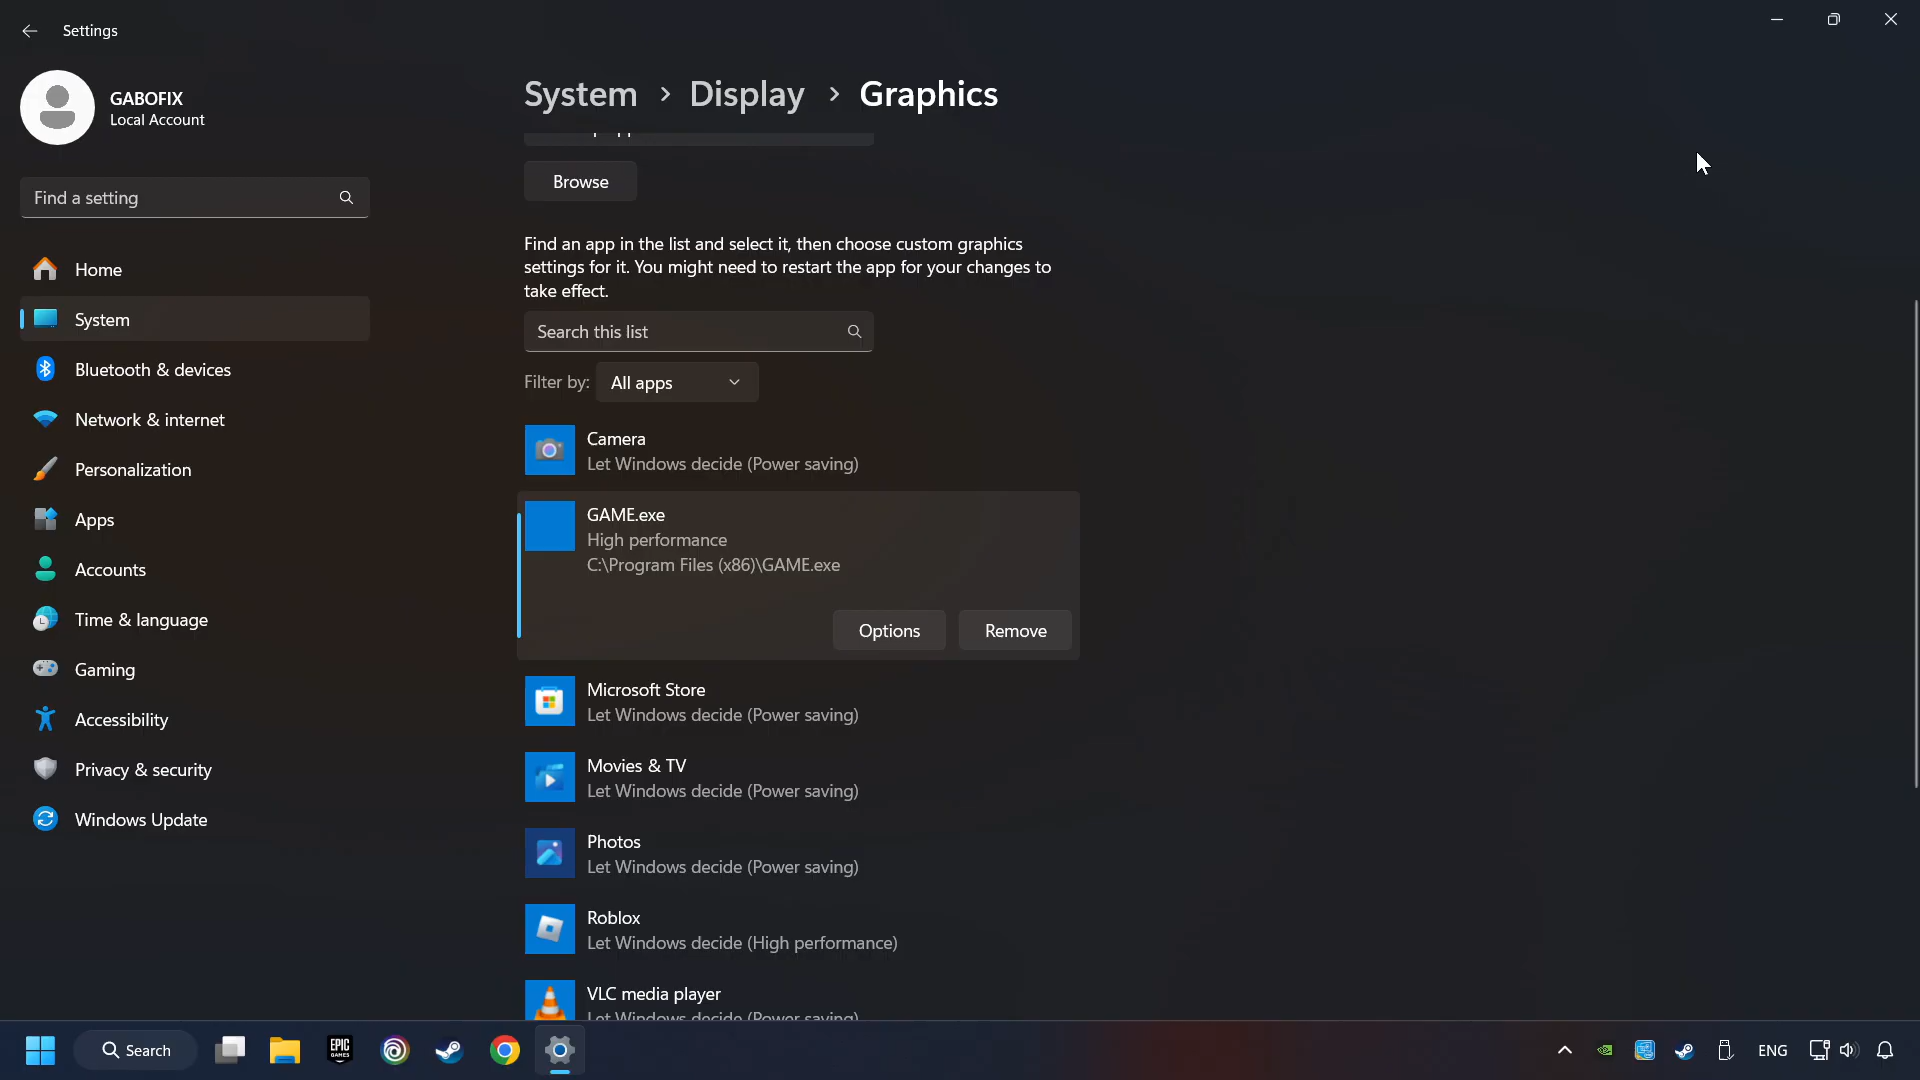 Settings
GABOFIX
Local Account
Find a setting
Home
System
Bluetooth & devices
Network & internet
Personalization
Apps
Accounts
Time & language
Gaming
Accessibility
Privacy & security
Windows Update
System > Display > Graphics
Browse
Find an app in the list and select it, then choose custom graphics
settings for it. You might need to restart the app for your changes to
take effect.
Search this list
Filter by: All apps
Camera
Let Windows decide (Power saving)
GAME.exe
High performance
C:\Program Files (x86)\GAME.exe
Options Remove
Microsoft Store
Let Windows decide (Power saving)
Movies & TV
Let Windows decide (Power saving)
Photos
Let Windows decide (Power saving)
Roblox
Let Windows decide (High performance)
VLC media player
Let Windows decide (Power saving)
Search
EPIC
GAMES
ENG